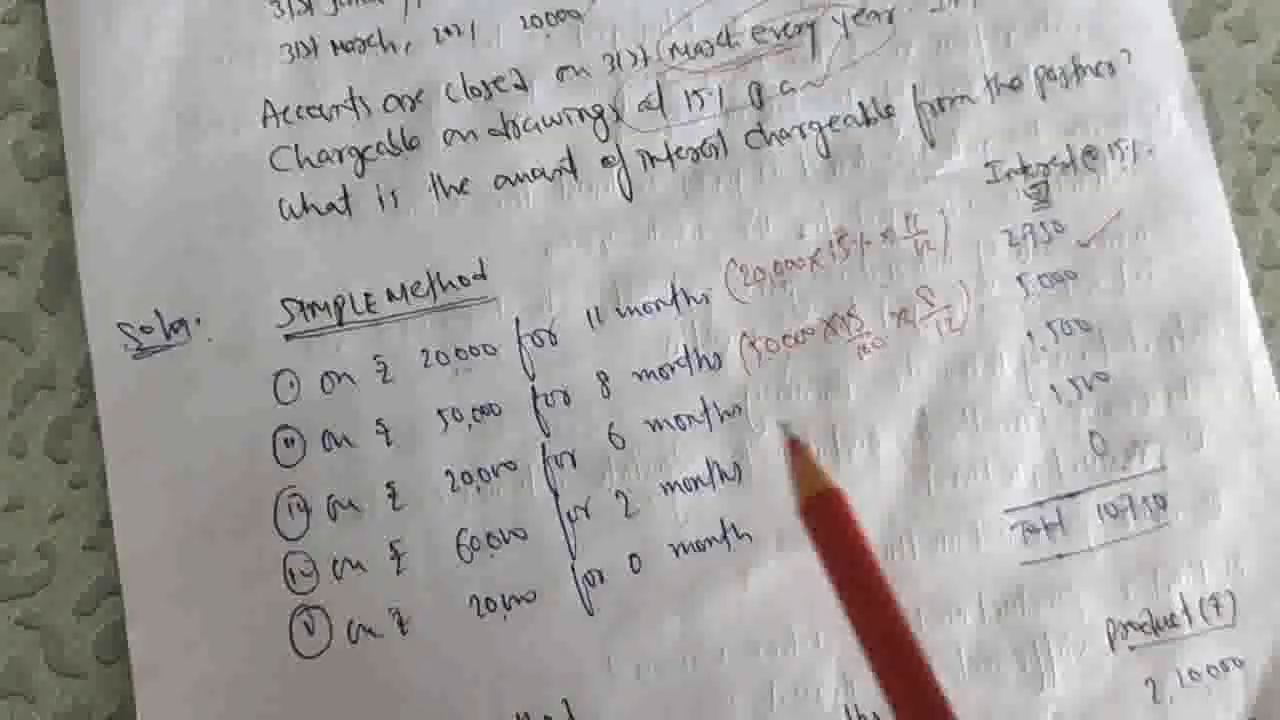 31st March, 2021 20,000
Accounts are closed on 31st March every year
Chargeable on drawings at 15% p.a
What is the amount of interest chargeable from the partner?
Interest @ 15%.
Soln:
SIMPLE Method
(i) on ₹ 20,000 for 11 months (20,000 x 15% x 11/12) 2,750
(ii) on ₹ 50,000 for 8 months (50000 x 15/100 x 8/12) 5,000
(iii) on ₹ 20,000 for 6 months 1,500
(iv) on ₹ 60,000 for 2 months 1,500
(v) on ₹ 20,000 for 0 month 0
Total 10,750
Product (₹)
2,20,000